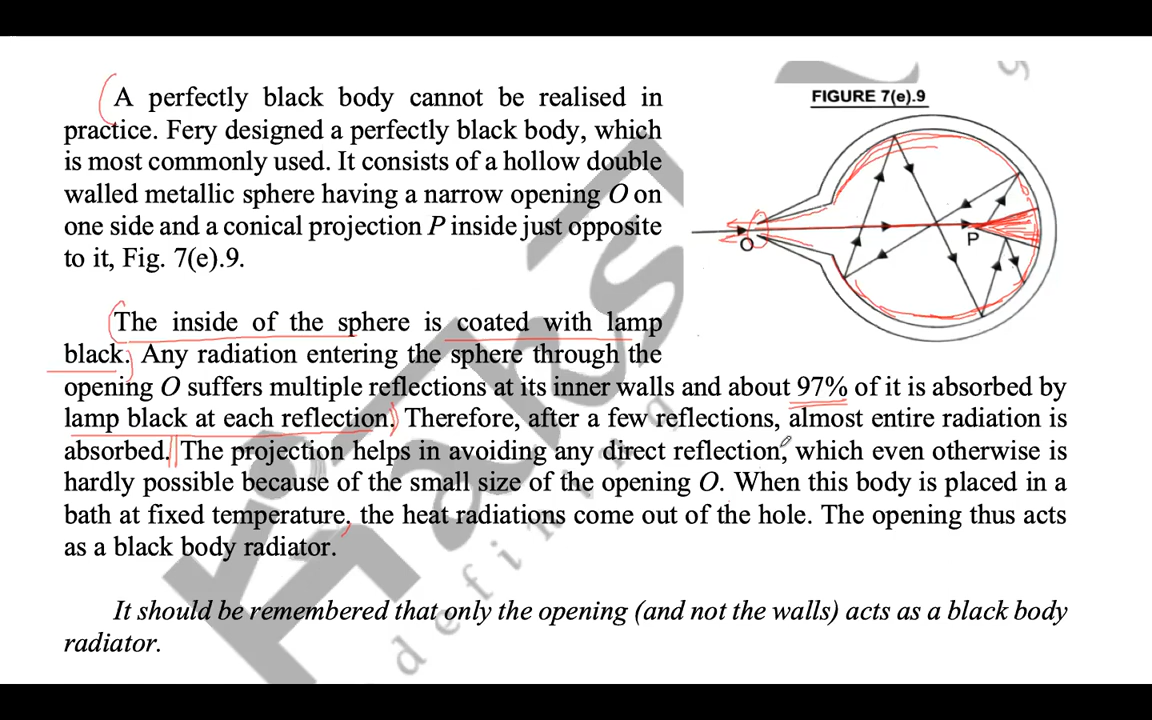 FIGURE 7(e).9
A perfectly black body cannot be realised in
practice. Fery designed a perfectly black body, which
is most commonly used. It consists of a hollow double
walled metallic sphere having a narrow opening O on
one side and a conical projection P inside just opposite
to it, Fig. 7(e).9.
O
P
The inside of the sphere is coated with lamp
black. Any radiation entering the sphere through the
opening O suffers multiple reflections at its inner walls and about 97% of it is absorbed by
lamp black at each reflection. Therefore, after a few reflections, almost entire radiation is
absorbed. The projection helps in avoiding any direct reflection, which even otherwise is
hardly possible because of the small size of the opening O. When this body is placed in a
bath at fixed temperature, the heat radiations come out of the hole. The opening thus acts
as a black body radiator.
It should be remembered that only the opening (and not the walls) acts as a black body
radiator.